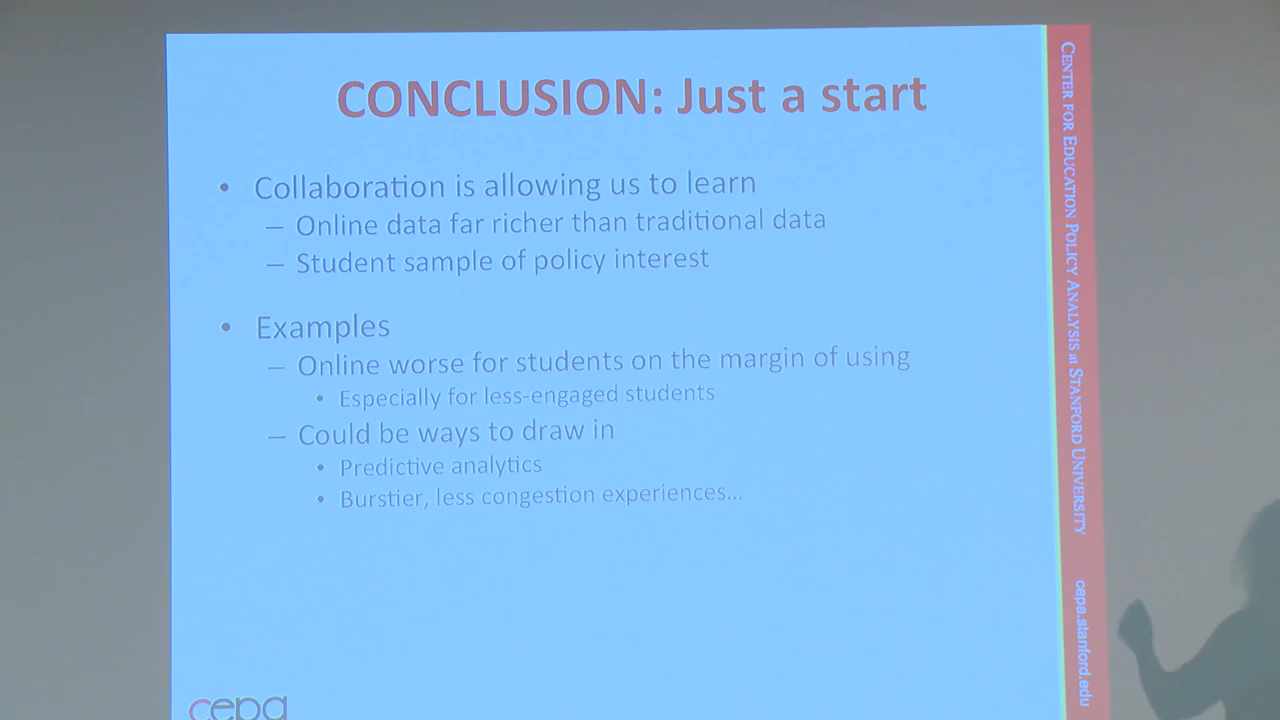 CONCLUSION: Just a start
• Collaboration is allowing us to learn
– Online data far richer than traditional data
– Student sample of policy interest
• Examples
– Online worse for students on the margin of using
• Especially for less-engaged students
– Could be ways to draw in
• Predictive analytics
• Burstier, less congestion experiences...
cepa
CENTER FOR EDUCATION POLICY ANALYSIS at STANFORD UNIVERSITY
cepa.stanford.edu